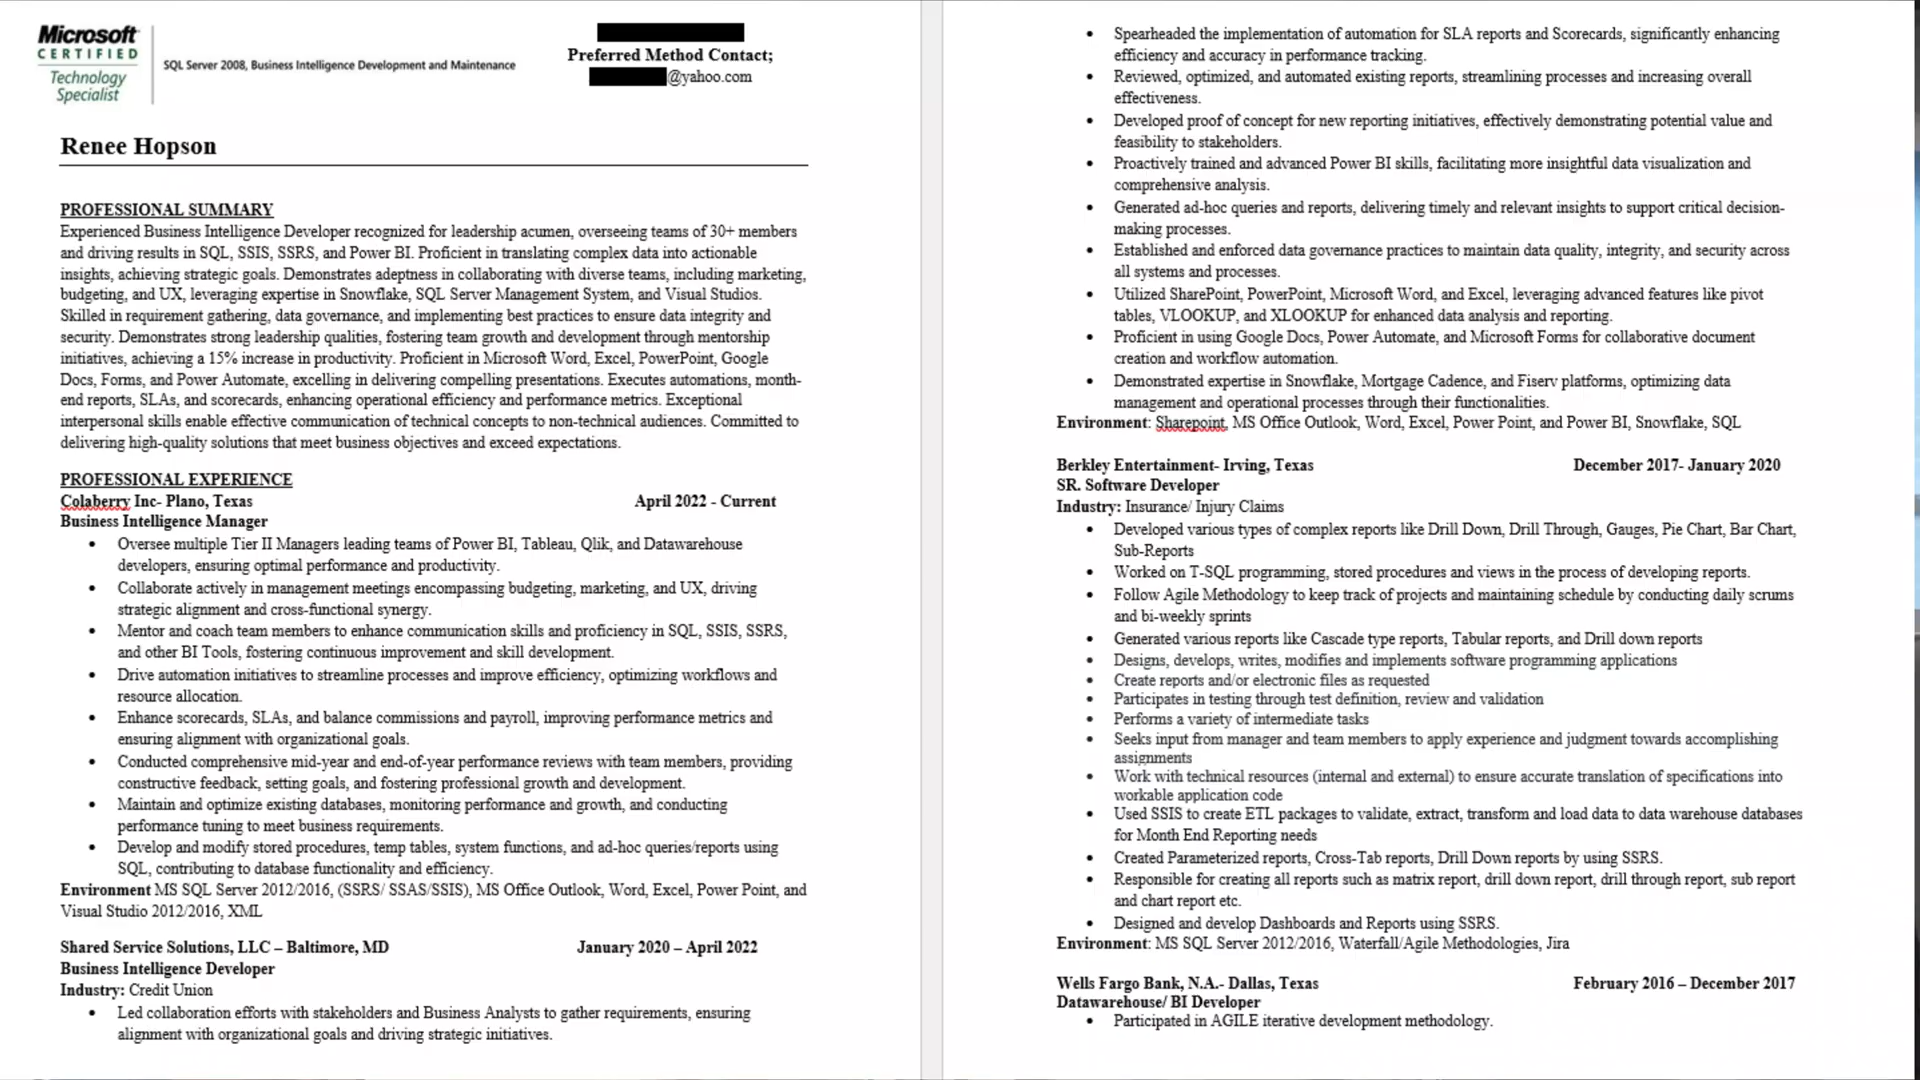 Microsoft
CERTIFIED
Technology
Specialist
SQL Server 2008, Business Intelligence Development and Maintenance
Preferred Method Contact;
@yahoo.com
Renee Hopson
PROFESSIONAL SUMMARY
Experienced Business Intelligence Developer recognized for leadership acumen, overseeing teams of 30+ members
and driving results in SQL, SSIS, SSRS, and Power BI. Proficient in translating complex data into actionable
insights, achieving strategic goals. Demonstrates adeptness in collaborating with diverse teams, including marketing,
budgeting, and UX, leveraging expertise in Snowflake, SQL Server Management System, and Visual Studios.
Skilled in requirement gathering, data governance, and implementing best practices to ensure data integrity and
security. Demonstrates strong leadership qualities, fostering team growth and development through mentorship
initiatives, achieving a 15% increase in productivity. Proficient in Microsoft Word, Excel, PowerPoint, Google
Docs, Forms, and Power Automate, excelling in delivering compelling presentations. Executes automations, month-
end reports, SLAs, and scorecards, enhancing operational efficiency and performance metrics. Exceptional
interpersonal skills enable effective communication of technical concepts to non-technical audiences. Committed to
delivering high-quality solutions that meet business objectives and exceed expectations.
PROFESSIONAL EXPERIENCE
Colaberry Inc- Plano, Texas April 2022 - Current
Business Intelligence Manager
• Oversee multiple Tier II Managers leading teams of Power BI, Tableau, Qlik, and Datawarehouse
developers, ensuring optimal performance and productivity.
• Collaborate actively in management meetings encompassing budgeting, marketing, and UX, driving
strategic alignment and cross-functional synergy.
• Mentor and coach team members to enhance communication skills and proficiency in SQL, SSIS, SSRS,
and other BI Tools, fostering continuous improvement and skill development.
• Drive automation initiatives to streamline processes and improve efficiency, optimizing workflows and
resource allocation.
• Enhance scorecards, SLAs, and balance commissions and payroll, improving performance metrics and
ensuring alignment with organizational goals.
• Conducted comprehensive mid-year and end-of-year performance reviews with team members, providing
constructive feedback, setting goals, and fostering professional growth and development.
• Maintain and optimize existing databases, monitoring performance and growth, and conducting
performance tuning to meet business requirements.
• Develop and modify stored procedures, temp tables, system functions, and ad-hoc queries/reports using
SQL, contributing to database functionality and efficiency.
Environment MS SQL Server 2012/2016, (SSRS/ SSAS/SSIS), MS Office Outlook, Word, Excel, Power Point, and
Visual Studio 2012/2016, XML
Shared Service Solutions, LLC – Baltimore, MD January 2020 – April 2022
Business Intelligence Developer
Industry: Credit Union
• Led collaboration efforts with stakeholders and Business Analysts to gather requirements, ensuring
alignment with organizational goals and driving strategic initiatives.
• Spearheaded the implementation of automation for SLA reports and Scorecards, significantly enhancing
efficiency and accuracy in performance tracking.
• Reviewed, optimized, and automated existing reports, streamlining processes and increasing overall
effectiveness.
• Developed proof of concept for new reporting initiatives, effectively demonstrating potential value and
feasibility to stakeholders.
• Proactively trained and advanced Power BI skills, facilitating more insightful data visualization and
comprehensive analysis.
• Generated ad-hoc queries and reports, delivering timely and relevant insights to support critical decision-
making processes.
• Established and enforced data governance practices to maintain data quality, integrity, and security across
all systems and processes.
• Utilized SharePoint, PowerPoint, Microsoft Word, and Excel, leveraging advanced features like pivot
tables, VLOOKUP, and XLOOKUP for enhanced data analysis and reporting.
• Proficient in using Google Docs, Power Automate, and Microsoft Forms for collaborative document
creation and workflow automation.
• Demonstrated expertise in Snowflake, Mortgage Cadence, and Fiserv platforms, optimizing data
management and operational processes through their functionalities.
Environment: Sharepoint, MS Office Outlook, Word, Excel, Power Point, and Power BI, Snowflake, SQL
Berkley Entertainment- Irving, Texas December 2017- January 2020
SR. Software Developer
Industry: Insurance/ Injury Claims
• Developed various types of complex reports like Drill Down, Drill Through, Gauges, Pie Chart, Bar Chart,
Sub-Reports
• Worked on T-SQL programming, stored procedures and views in the process of developing reports.
• Follow Agile Methodology to keep track of projects and maintaining schedule by conducting daily scrums
and bi-weekly sprints
• Generated various reports like Cascade type reports, Tabular reports, and Drill down reports
• Designs, develops, writes, modifies and implements software programming applications
• Create reports and/or electronic files as requested
• Participates in testing through test definition, review and validation
• Performs a variety of intermediate tasks
• Seeks input from manager and team members to apply experience and judgment towards accomplishing
assignments
• Work with technical resources (internal and external) to ensure accurate translation of specifications into
workable application code
• Used SSIS to create ETL packages to validate, extract, transform and load data to data warehouse databases
for Month End Reporting needs
• Created Parameterized reports, Cross-Tab reports, Drill Down reports by using SSRS.
• Responsible for creating all reports such as matrix report, drill down report, drill through report, sub report
and chart report etc.
• Designed and develop Dashboards and Reports using SSRS.
Environment: MS SQL Server 2012/2016, Waterfall/Agile Methodologies, Jira
Wells Fargo Bank, N.A.- Dallas, Texas February 2016 – December 2017
Datawarehouse/ BI Developer
• Participated in AGILE iterative development methodology.